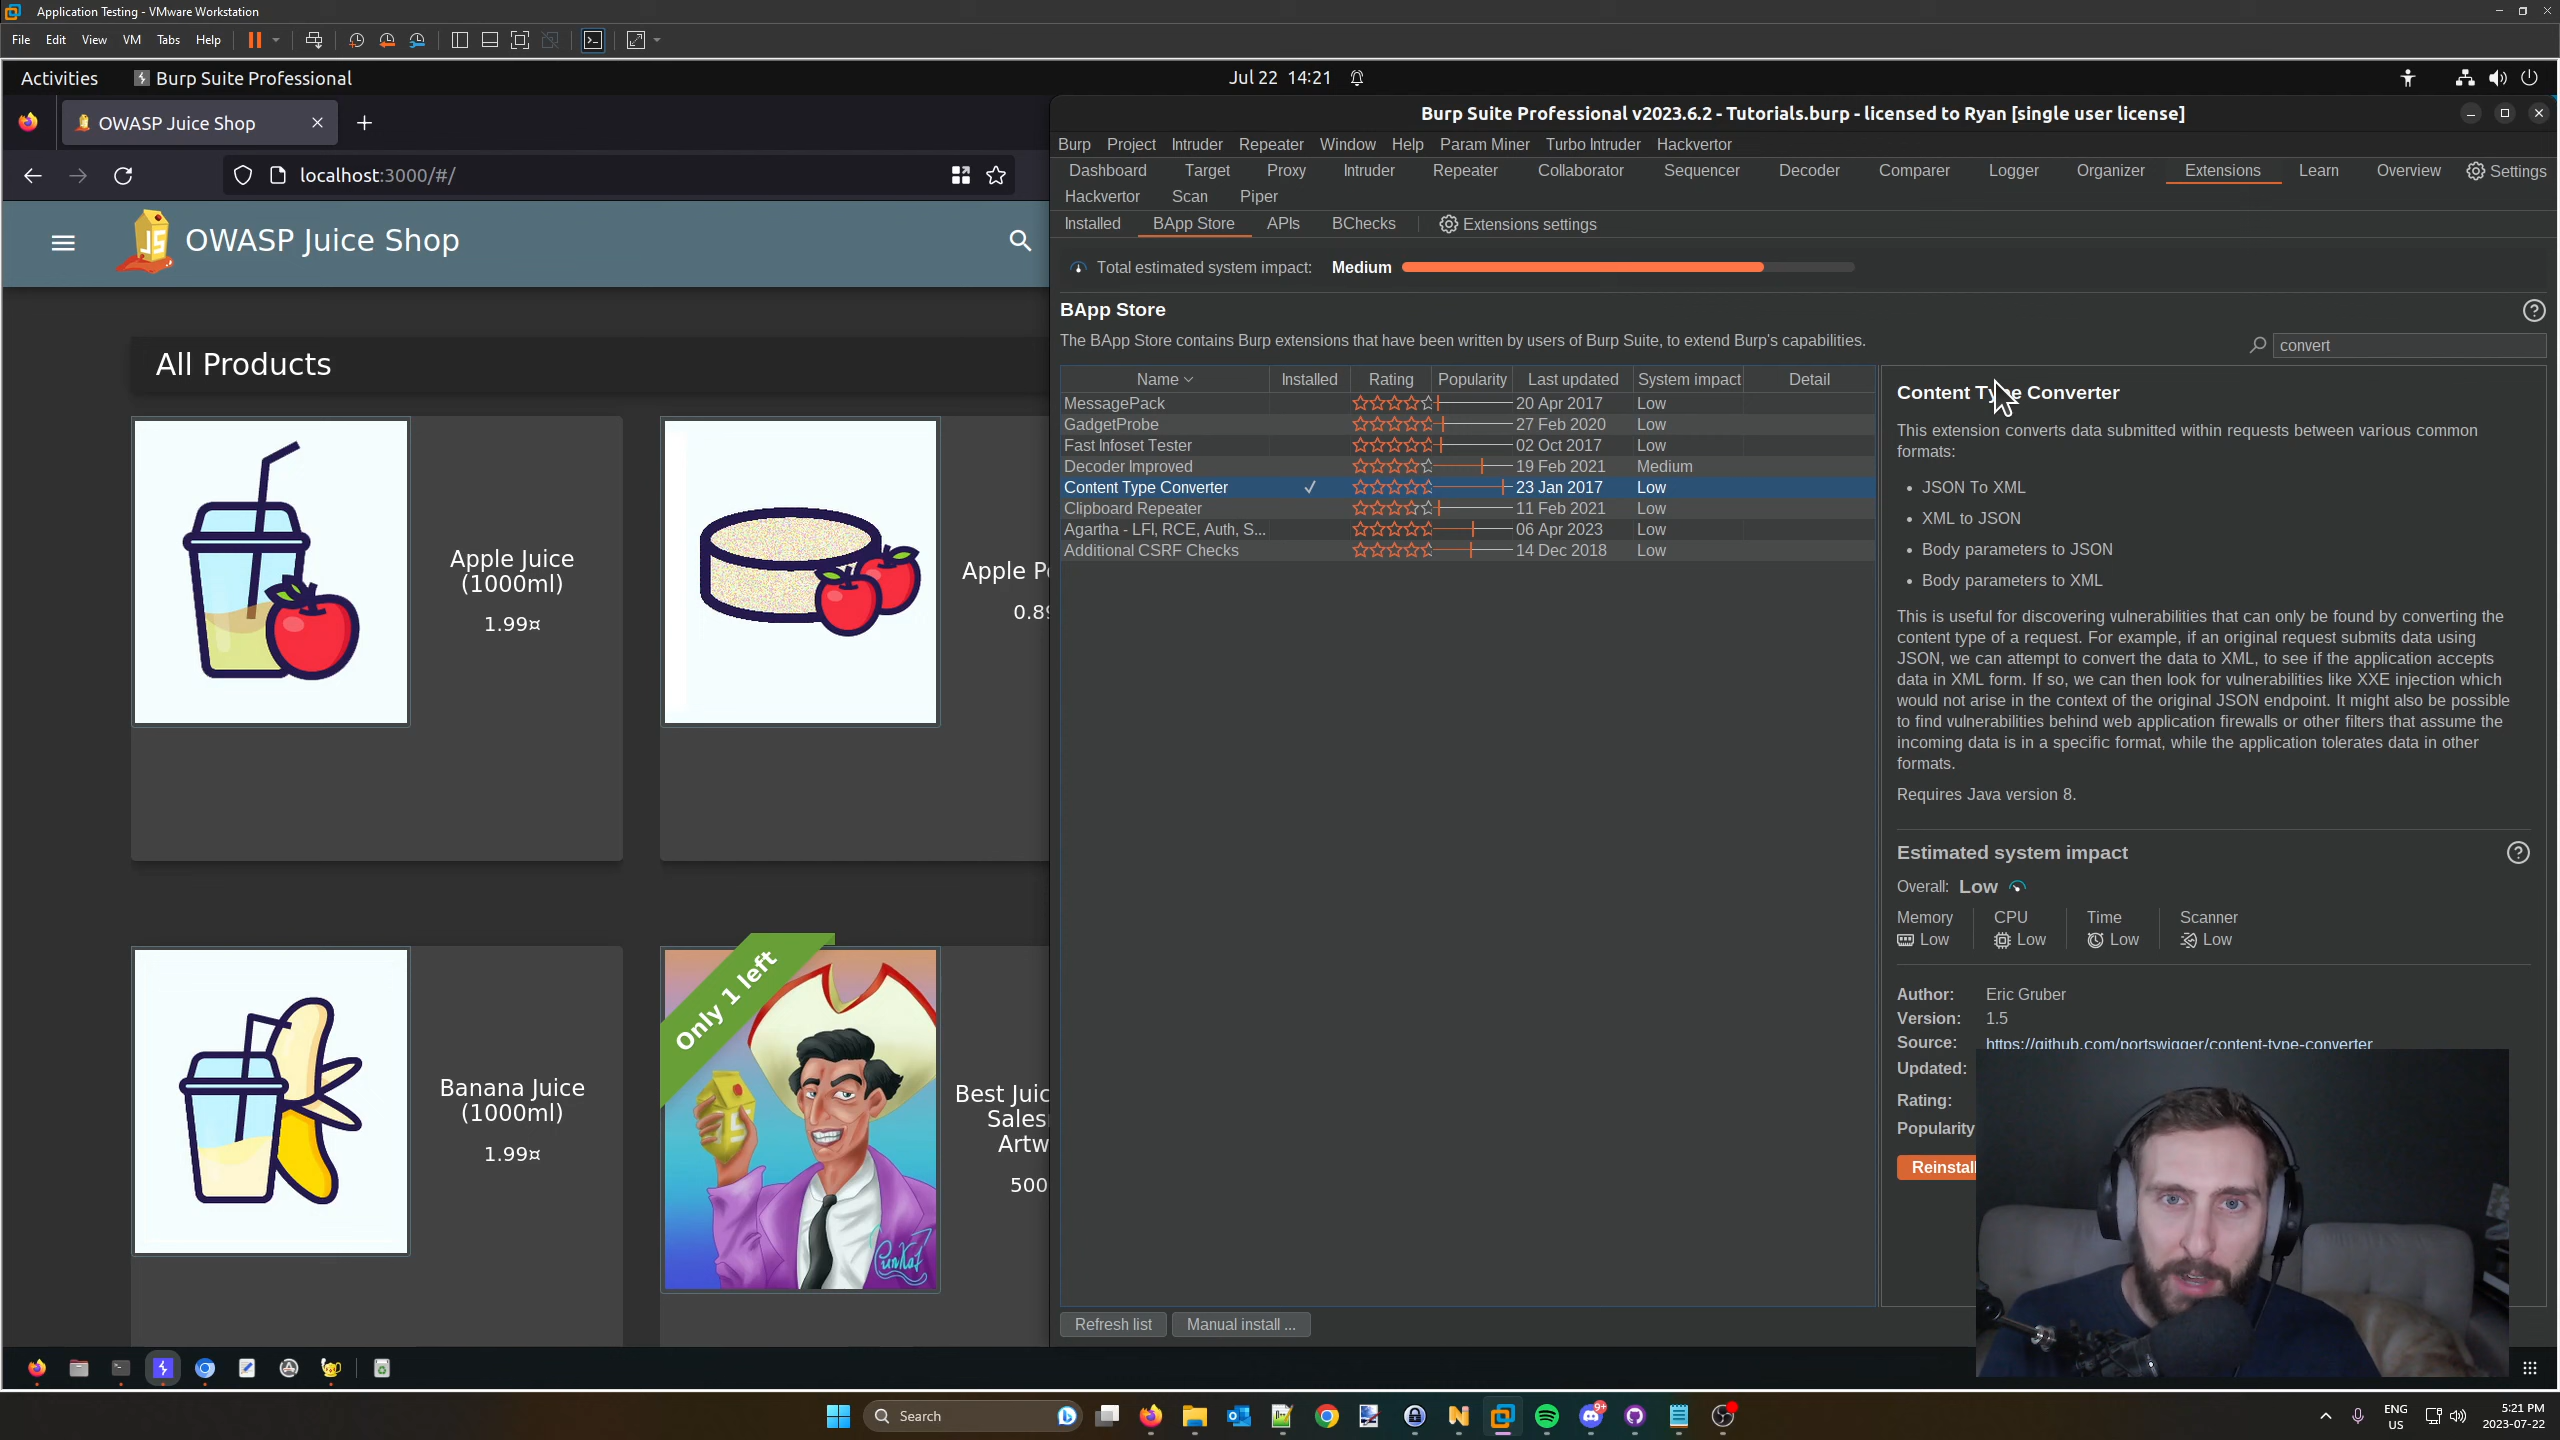 Application Testing - VMware Workstation
File Edit View VM Tabs Help
Activities Burp Suite Professional Jul 22 14:21
OWASP Juice Shop
localhost:3000/#/
OWASP Juice Shop
All Products
Apple Juice
(1000ml)
1.99¤
Apple P
0.89
Banana Juice
(1000ml)
1.99¤
Only 1 left
Best Juic
Sales
Artw
500
Burp Suite Professional v2023.6.2 - Tutorials.burp - licensed to Ryan [single user license]
Burp Project Intruder Repeater Window Help Param Miner Turbo Intruder Hackvertor
Dashboard Target Proxy Intruder Repeater Collaborator Sequencer Decoder Comparer Logger Organizer Extensions Learn Overview Settings
Hackvertor Scan Piper
Installed BApp Store APIs BChecks Extensions settings
Total estimated system impact: Medium
BApp Store
The BApp Store contains Burp extensions that have been written by users of Burp Suite, to extend Burp's capabilities.
convert
Name Installed Rating Popularity Last updated System impact Detail
MessagePack 20 Apr 2017 Low
GadgetProbe 27 Feb 2020 Low
Fast Infoset Tester 02 Oct 2017 Low
Decoder Improved 19 Feb 2021 Medium
Content Type Converter 23 Jan 2017 Low
Clipboard Repeater 11 Feb 2021 Low
Agartha - LFI, RCE, Auth, S... 06 Apr 2023 Low
Additional CSRF Checks 14 Dec 2018 Low
Refresh list Manual install ...
Content Type Converter
This extension converts data submitted within requests between various common
formats:
• JSON To XML
• XML to JSON
• Body parameters to JSON
• Body parameters to XML
This is useful for discovering vulnerabilities that can only be found by converting the
content type of a request. For example, if an original request submits data using
JSON, we can attempt to convert the data to XML, to see if the application accepts
data in XML form. If so, we can then look for vulnerabilities like XXE injection which
would not arise in the context of the original JSON endpoint. It might also be possible
to find vulnerabilities behind web application firewalls or other filters that assume the
incoming data is in a specific format, while the application tolerates data in other
formats.
Requires Java version 8.
Estimated system impact
Overall: Low
Memory CPU Time Scanner
Low Low Low Low
Author: Eric Gruber
Version: 1.5
Source: https://github.com/portswigger/content-type-converter
Updated:
Rating:
Popularity
Reinstall
Search
ENG
US
5:21 PM
2023-07-22